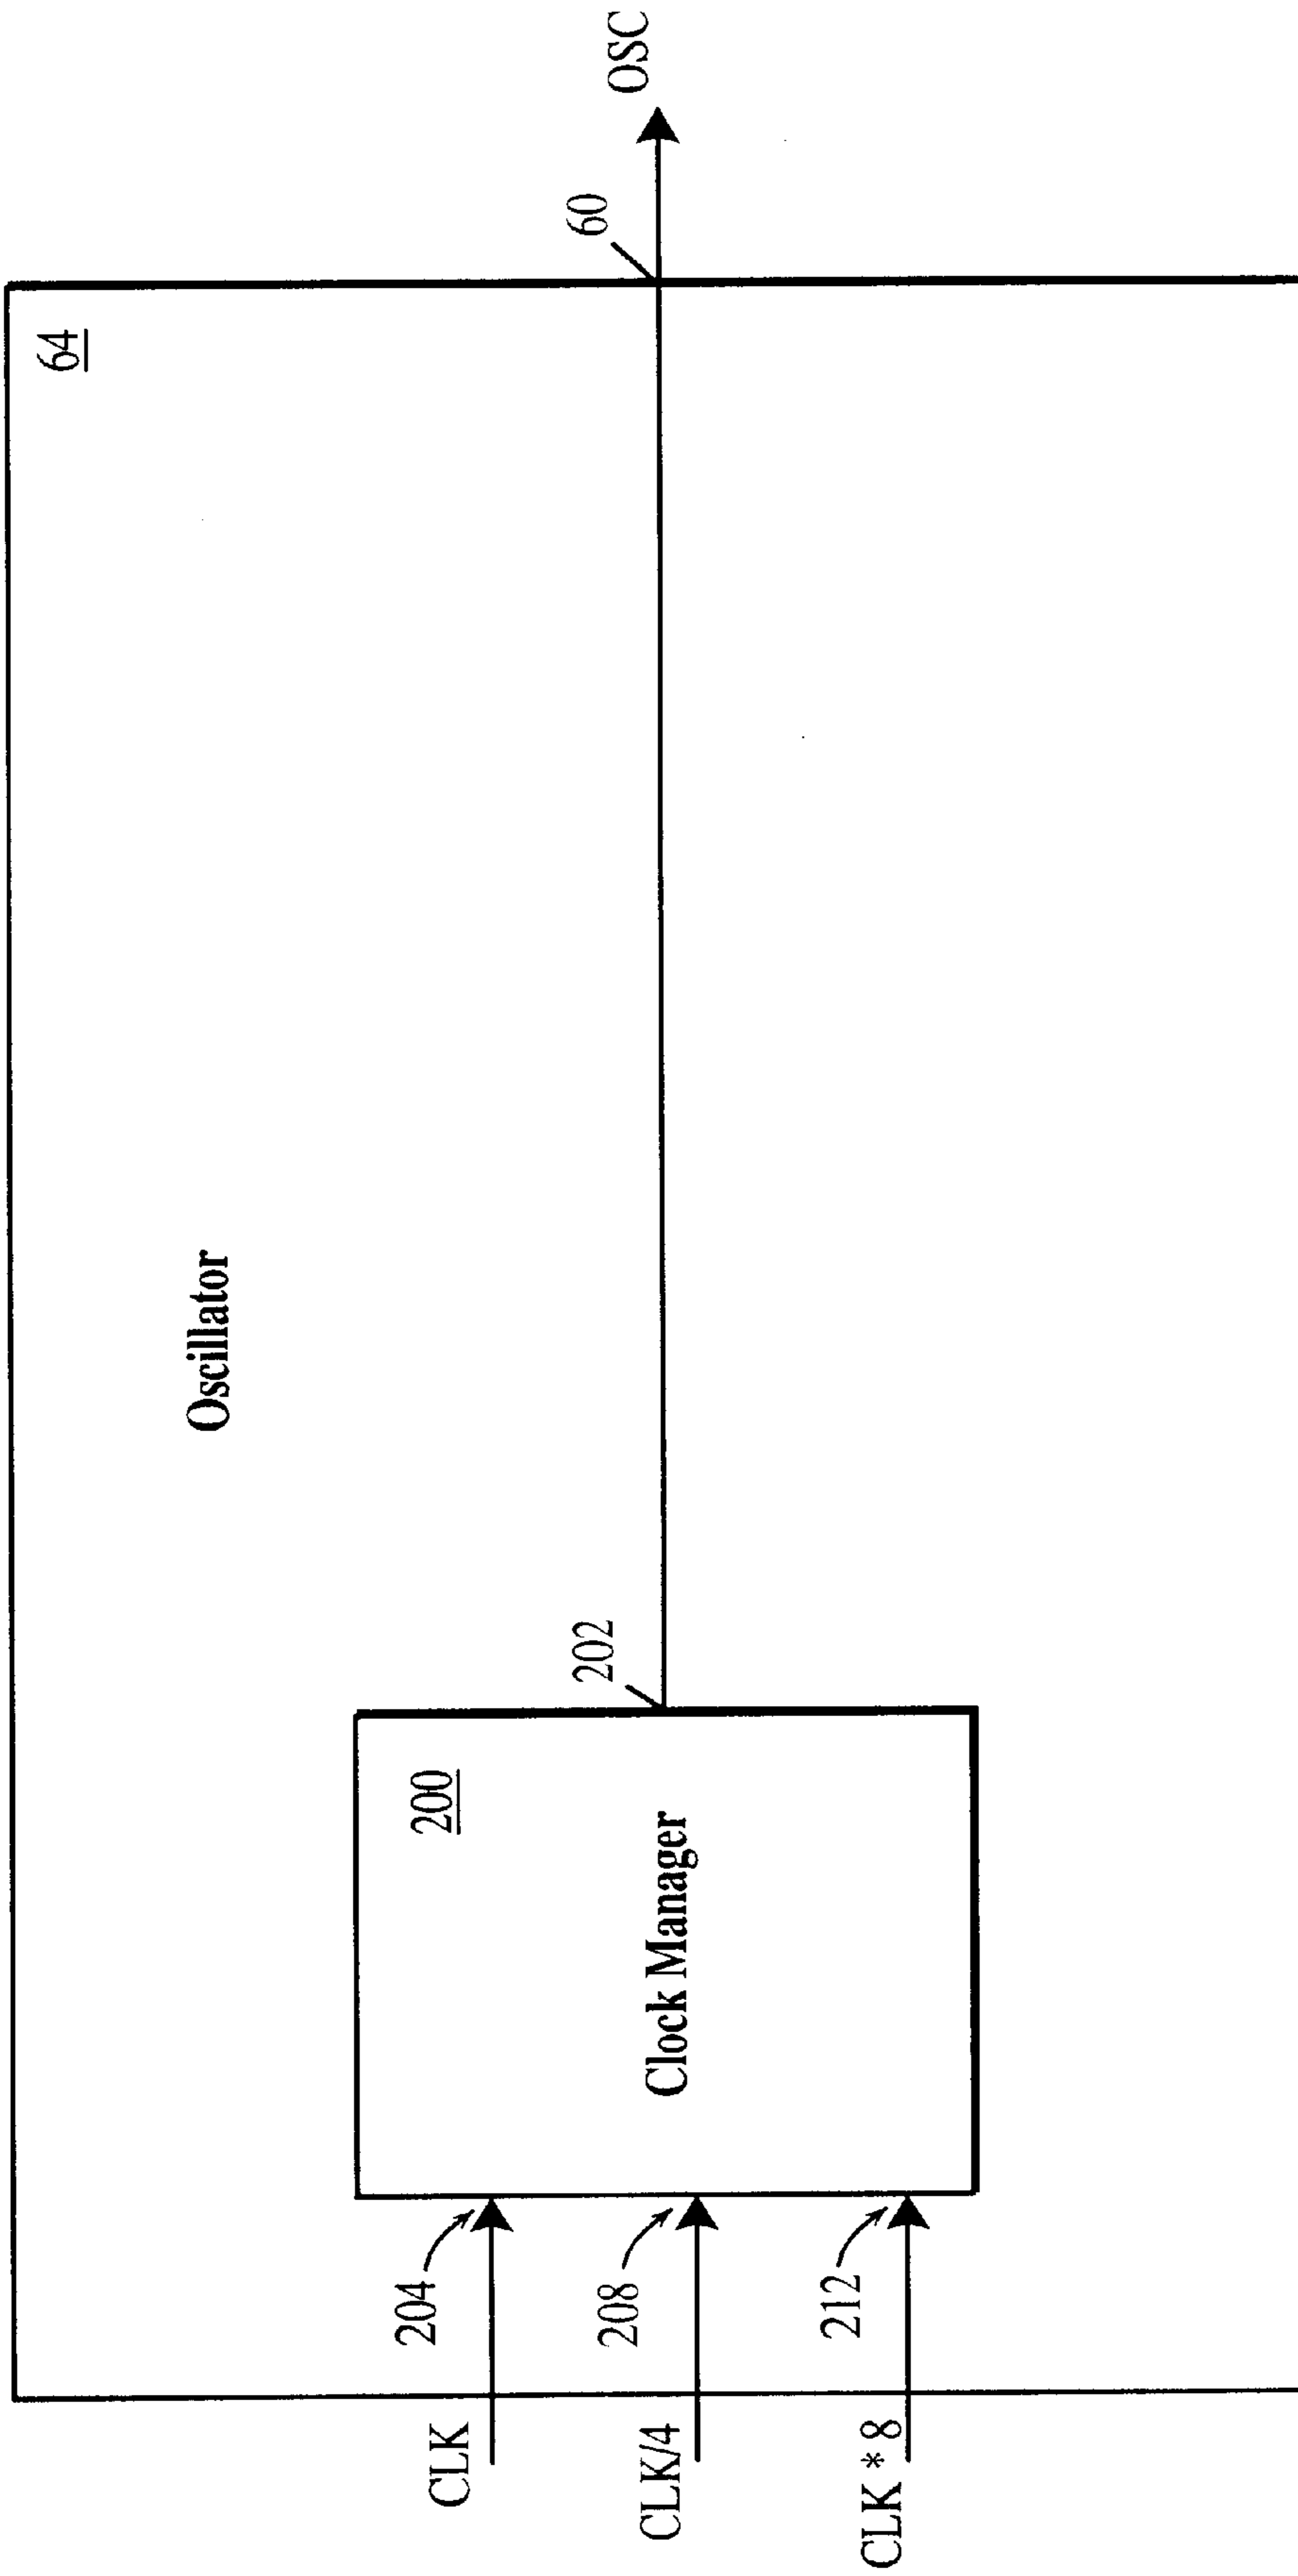 64
Oscillator
60
OSC
200
Clock Manager
202
CLK
204
CLK/4
208
CLK * 8
212